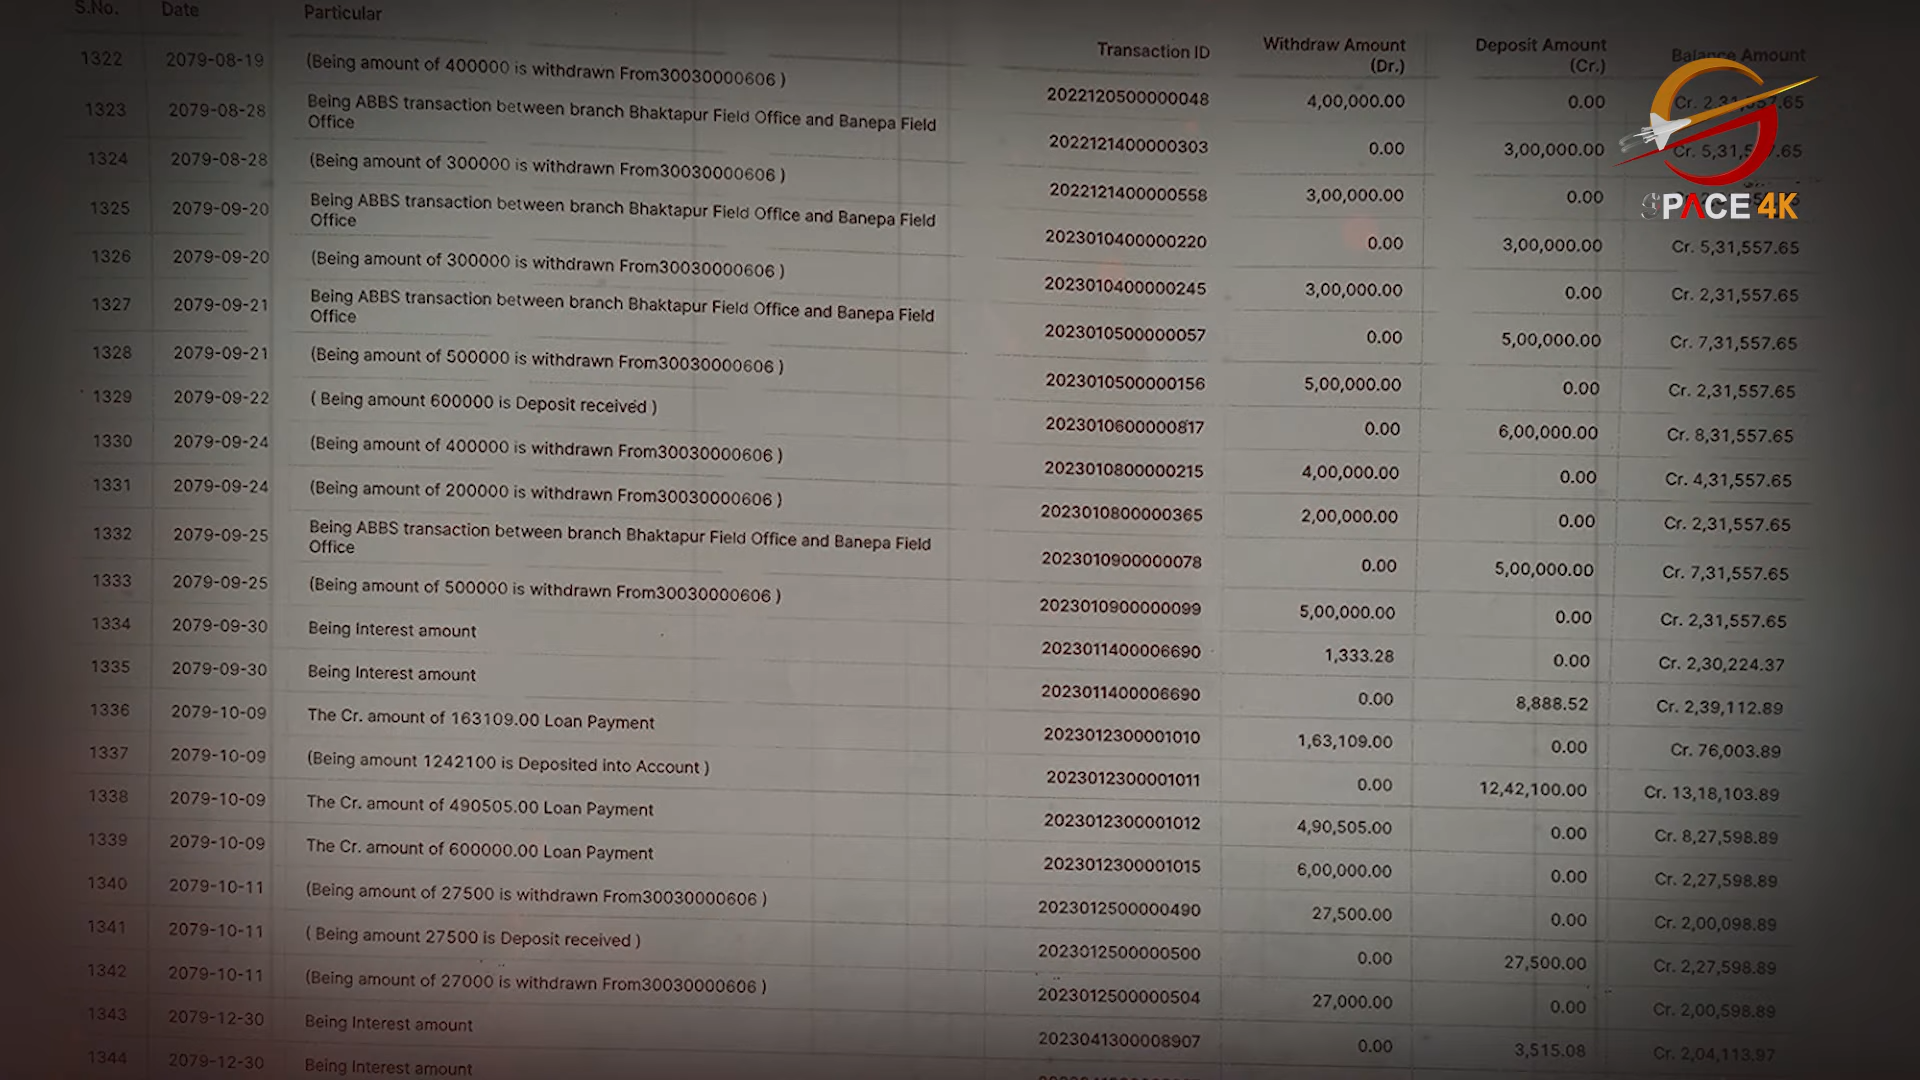 S.No. Date Particular Transaction ID Withdraw Amount (Dr.) Deposit Amount (Cr.) Balance Amount
1322 2079-08-19 (Being amount of 400000 is withdrawn From30030000606 ) 2022120500000048 4,00,000.00 0.00 Cr. 2,31,557.65
1323 2079-08-28 Being ABBS transaction between branch Bhaktapur Field Office and Banepa Field
Office 2022121400000303 0.00 3,00,000.00 Cr. 5,31,557.65
1324 2079-08-28 (Being amount of 300000 is withdrawn From30030000606 ) 2022121400000558 3,00,000.00 0.00
1325 2079-09-20 Being ABBS transaction between branch Bhaktapur Field Office and Banepa Field
Office 2023010400000220 0.00 3,00,000.00 Cr. 5,31,557.65
1326 2079-09-20 (Being amount of 300000 is withdrawn From30030000606 ) 2023010400000245 3,00,000.00 0.00 Cr. 2,31,557.65
1327 2079-09-21 Being ABBS transaction between branch Bhaktapur Field Office and Banepa Field
Office 2023010500000057 0.00 5,00,000.00 Cr. 7,31,557.65
1328 2079-09-21 (Being amount of 500000 is withdrawn From30030000606 ) 2023010500000156 5,00,000.00 0.00 Cr. 2,31,557.65
1329 2079-09-22 ( Being amount 600000 is Deposit received ) 2023010600000817 0.00 6,00,000.00 Cr. 8,31,557.65
1330 2079-09-24 (Being amount of 400000 is withdrawn From30030000606 ) 2023010800000215 4,00,000.00 0.00 Cr. 4,31,557.65
1331 2079-09-24 (Being amount of 200000 is withdrawn From30030000606 ) 2023010800000365 2,00,000.00 0.00 Cr. 2,31,557.65
1332 2079-09-25 Being ABBS transaction between branch Bhaktapur Field Office and Banepa Field
Office 2023010900000078 0.00 5,00,000.00 Cr. 7,31,557.65
1333 2079-09-25 (Being amount of 500000 is withdrawn From30030000606 ) 2023010900000099 5,00,000.00 0.00 Cr. 2,31,557.65
1334 2079-09-30 Being Interest amount 2023011400006690 1,333.28 0.00 Cr. 2,30,224.37
1335 2079-09-30 Being Interest amount 2023011400006690 0.00 8,888.52 Cr. 2,39,112.89
1336 2079-10-09 The Cr. amount of 163109.00 Loan Payment 2023012300001010 1,63,109.00 0.00 Cr. 76,003.89
1337 2079-10-09 (Being amount 1242100 is Deposited into Account ) 2023012300001011 0.00 12,42,100.00 Cr. 13,18,103.89
1338 2079-10-09 The Cr. amount of 490505.00 Loan Payment 2023012300001012 4,90,505.00 0.00 Cr. 8,27,598.89
1339 2079-10-09 The Cr. amount of 600000.00 Loan Payment 2023012300001015 6,00,000.00 0.00 Cr. 2,27,598.89
1340 2079-10-11 (Being amount of 27500 is withdrawn From30030000606 ) 2023012500000490 27,500.00 0.00 Cr. 2,00,098.89
1341 2079-10-11 ( Being amount 27500 is Deposit received ) 2023012500000500 0.00 27,500.00 Cr. 2,27,598.89
1342 2079-10-11 (Being amount of 27000 is withdrawn From30030000606 ) 2023012500000504 27,000.00 0.00 Cr. 2,00,598.89
1343 2079-12-30 Being Interest amount 2023041300008907 0.00 3,515.08 Cr. 2,04,113.97
1344 2079-12-30 Being Interest amount
SPACE 4K